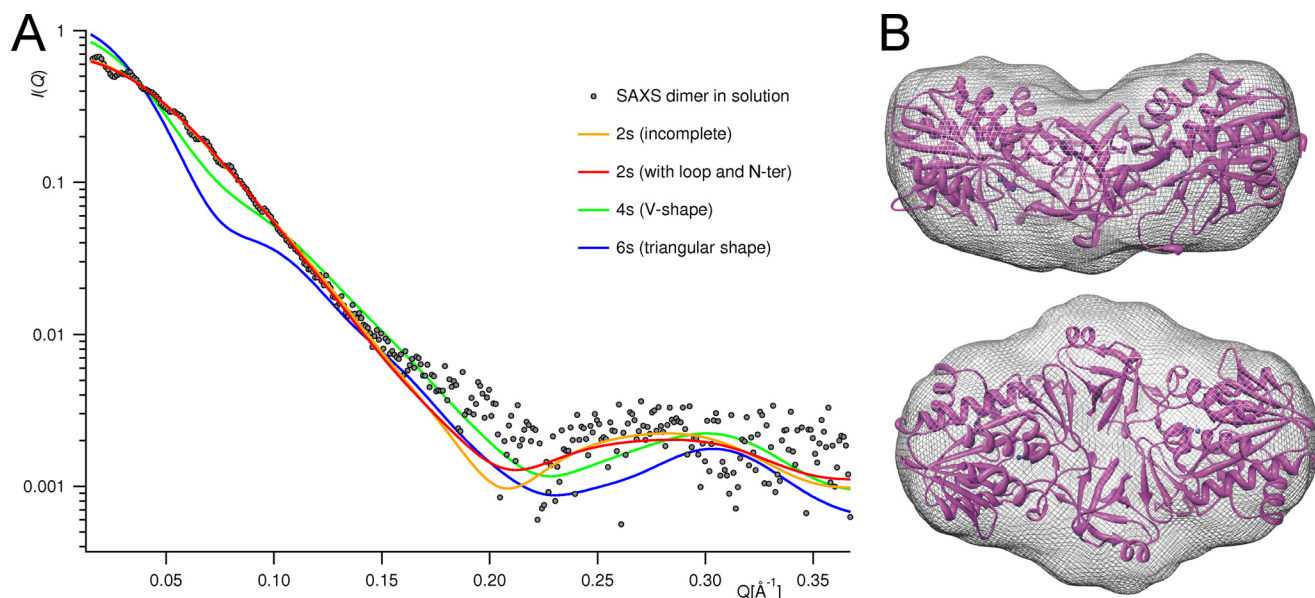 A
B
1
I(Q)
0.1
0.01
0.001
SAXS dimer in solution
2s (incomplete)
2s (with loop and N-ter)
4s (V-shape)
6s (triangular shape)
0.05 0.10 0.15 0.20 0.25 0.30 0.35
Q[Å⁻¹]